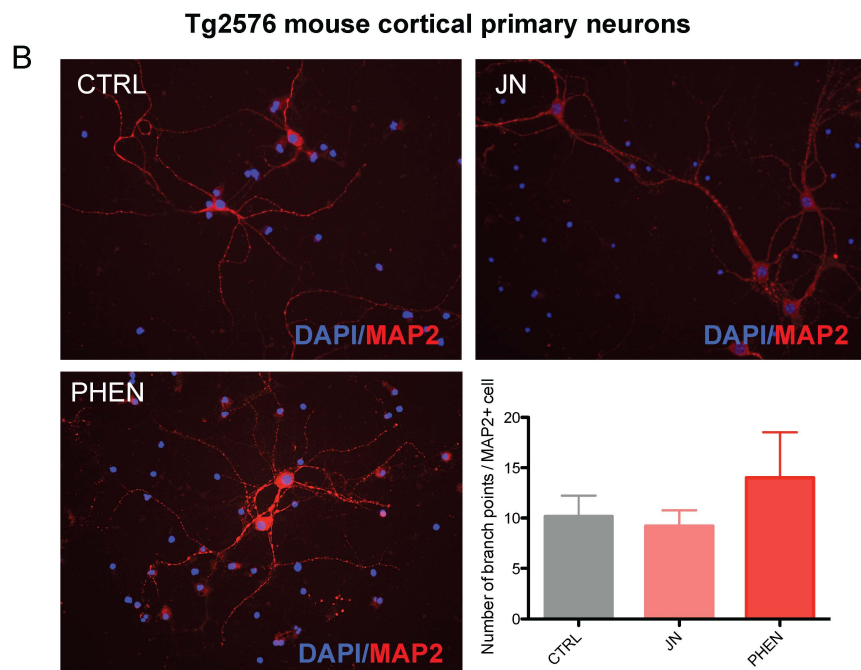 Tg2576 mouse cortical primary neurons
B
CTRL
DAPI/MAP2
JN
DAPI/MAP2
PHEN
DAPI/MAP2
Number of branch points / MAP2+ cell
20
15
10
5
0
CTRL
JN
PHEN